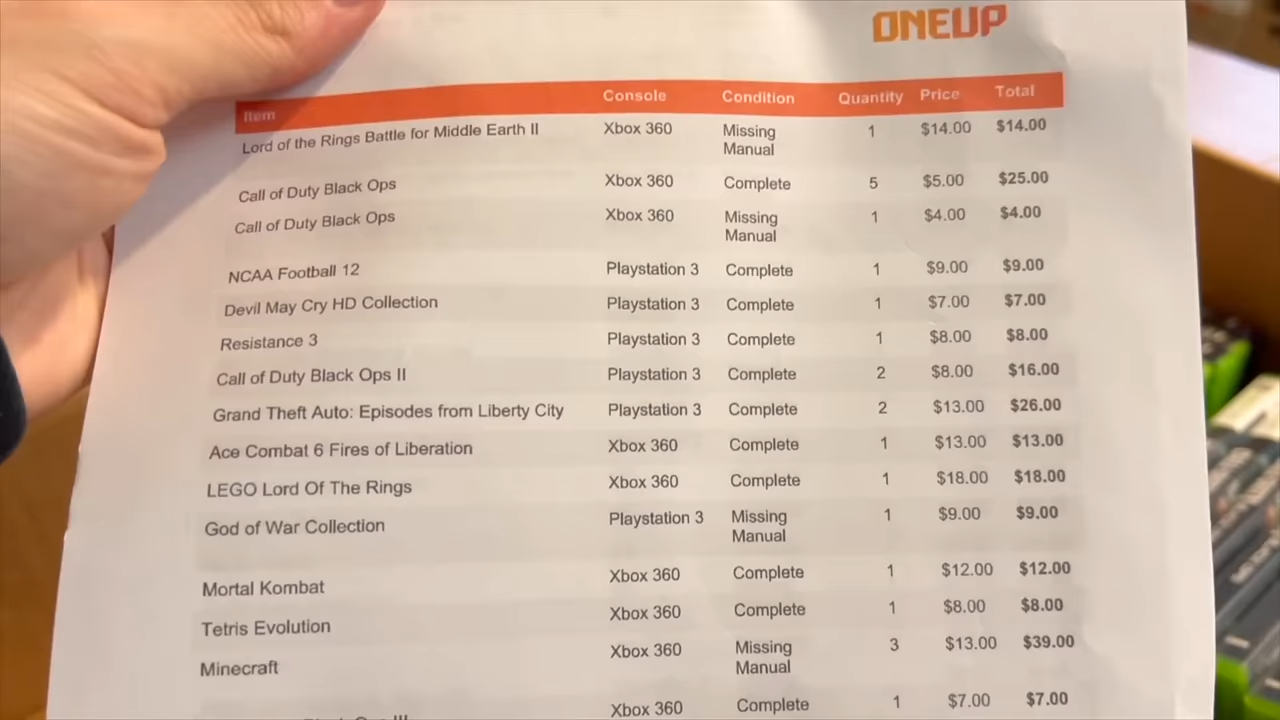 ONEUP
Item Console Condition Quantity Price Total
Lord of the Rings Battle for Middle Earth II Xbox 360 Missing Manual 1 $14.00 $14.00
Call of Duty Black Ops Xbox 360 Complete 5 $5.00 $25.00
Call of Duty Black Ops Xbox 360 Missing Manual 1 $4.00 $4.00
NCAA Football 12 Playstation 3 Complete 1 $9.00 $9.00
Devil May Cry HD Collection Playstation 3 Complete 1 $7.00 $7.00
Resistance 3 Playstation 3 Complete 1 $8.00 $8.00
Call of Duty Black Ops II Playstation 3 Complete 2 $8.00 $16.00
Grand Theft Auto: Episodes from Liberty City Playstation 3 Complete 2 $13.00 $26.00
Ace Combat 6 Fires of Liberation Xbox 360 Complete 1 $13.00 $13.00
LEGO Lord Of The Rings Xbox 360 Complete 1 $18.00 $18.00
God of War Collection Playstation 3 Missing Manual 1 $9.00 $9.00
Mortal Kombat Xbox 360 Complete 1 $12.00 $12.00
Tetris Evolution Xbox 360 Complete 1 $8.00 $8.00
Minecraft Xbox 360 Missing Manual 3 $13.00 $39.00
Xbox 360 Complete 1 $7.00 $7.00